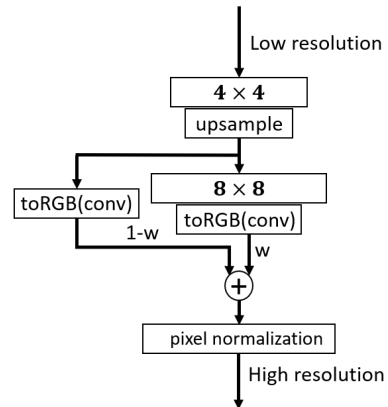 Low resolution
4 × 4
upsample
8 × 8
toRGB(conv)
toRGB(conv)
1-w
w
+
pixel normalization
High resolution